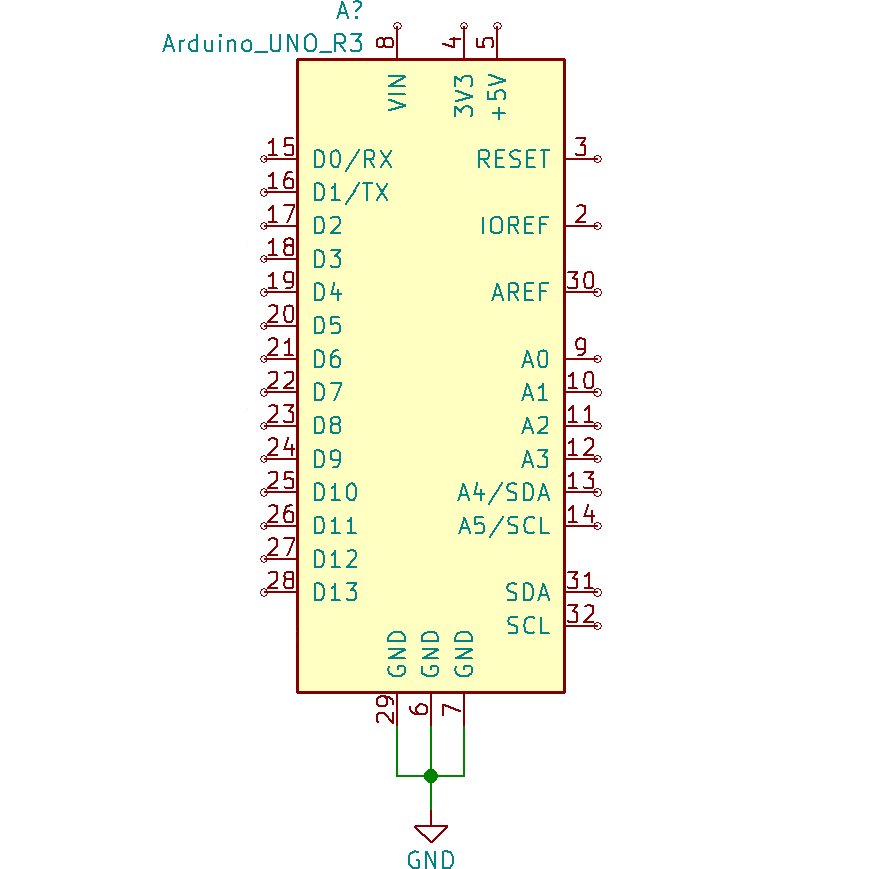 A?
Arduino_UNO_R3
8 4 5
VIN 3V3 +5V
15 D0/RX RESET 3
16 D1/TX
17 D2 IOREF 2
18 D3
19 D4 AREF 30
20 D5
21 D6 A0 9
22 D7 A1 10
23 D8 A2 11
24 D9 A3 12
25 D10 A4/SDA 13
26 D11 A5/SCL 14
27 D12
28 D13 SDA 31
SCL 32
GND GND GND
29 6 7
GND